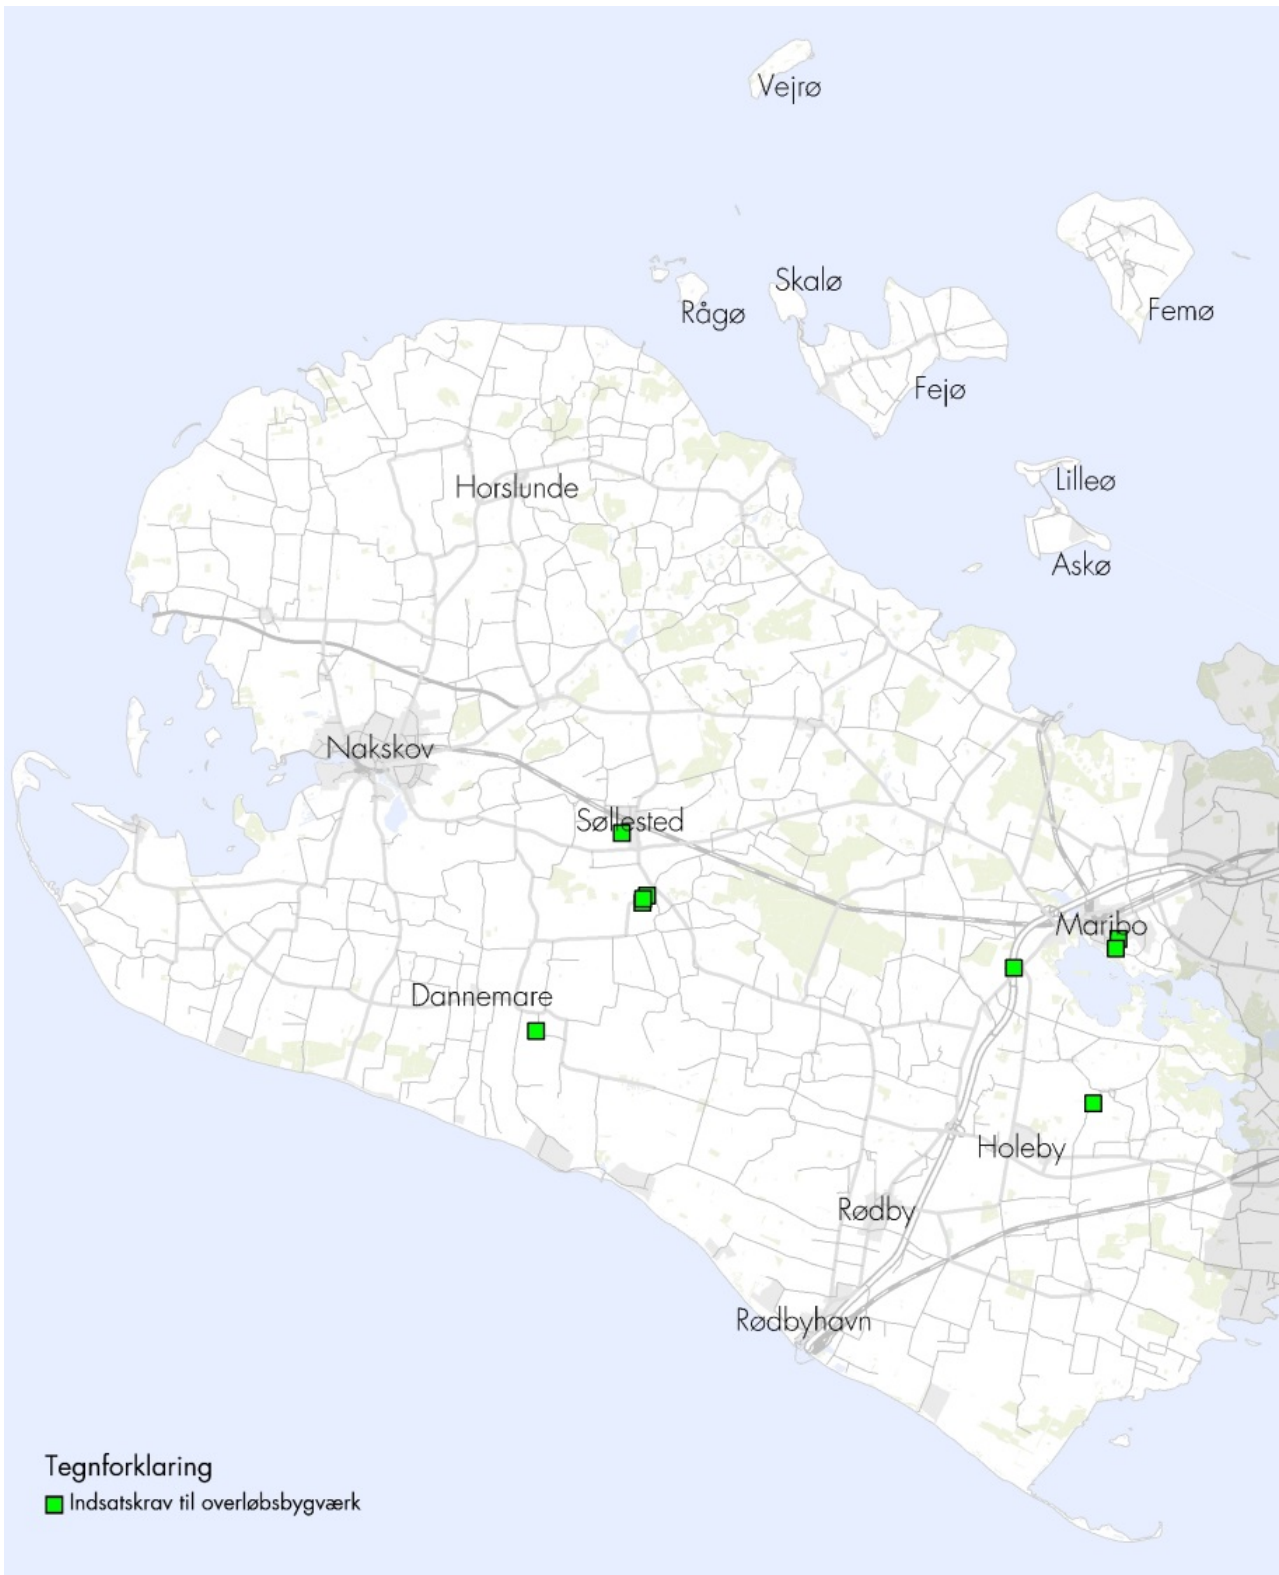 Vejrø
Skalø
Rågø
Femø
Fejø
Lilleø
Horslunde
Askø
Nakskov
Søllested
Maribo
Dannemare
Holeby
Rødby
Rødbyhavn
Tegnforklaring
Indsatskrav til overløbsbygværk